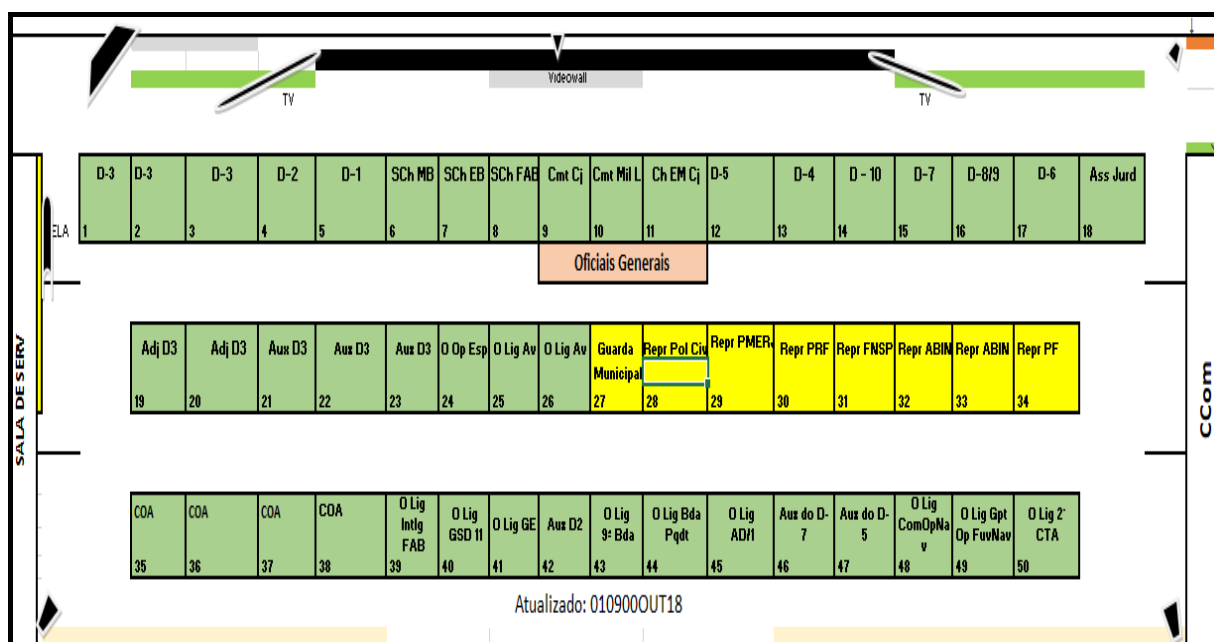 Videowall
TV
TV
D-3
D-3
D-3
D-2
D-1
SCh MB
SCh EB
SCh FAB
Cmt Cj
Cmt Mil L
Ch EM Cj
D-5
D-4
D - 10
D-7
D-8/9
D-6
Ass Jurd
ELA
1
2
3
4
5
6
7
8
9
10
11
12
13
14
15
16
17
18
Oficiais Generais
SALA DE SERV
CCom
Adj D3
Adj D3
Aux D3
Aux D3
Aux D3
O Op Esp
O Lig Av
O Lig Av
Guarda
Municipal
Repr Pol Civ
Repr PMERJ
Repr PRF
Repr FNSP
Repr ABIN
Repr ABIN
Repr PF
19
20
21
22
23
24
25
26
27
28
29
30
31
32
33
34
COA
COA
COA
COA
O Lig
Intlg
FAB
O Lig
GSD 11
O Lig GE
Aux D2
O Lig
9ª Bda
O Lig Bda
Pqdt
O Lig
AD/1
Aux do D-
7
Aux do D-
5
O Lig
ComOpNa
v
O Lig Gpt
Op FuvNav
O Lig 2ª
CTA
35
36
37
38
39
40
41
42
43
44
45
46
47
48
49
50
Atualizado: 010900OUT18